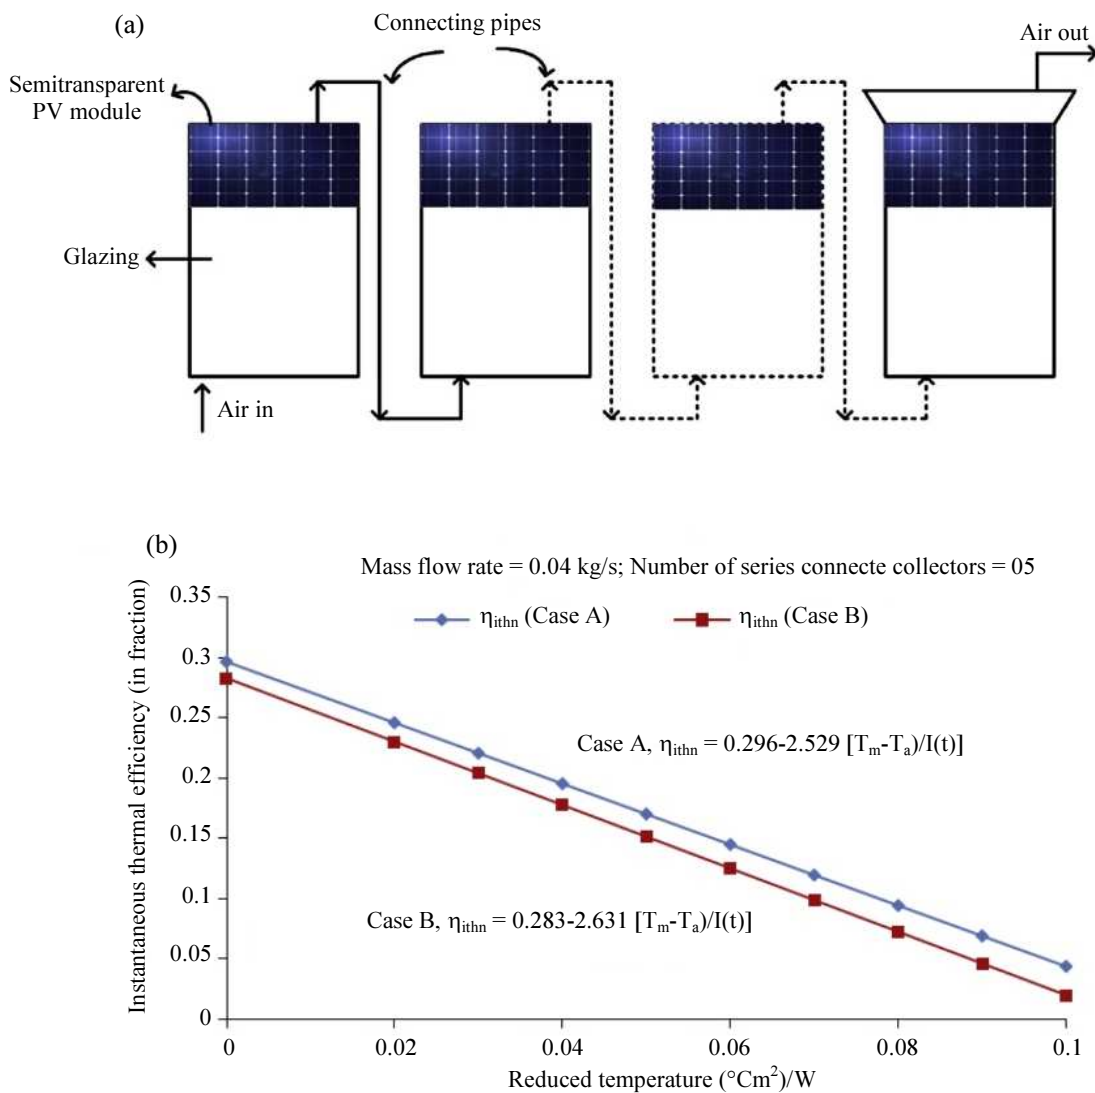 (a)
Connecting pipes
Air out
Semitransparent
PV module
Glazing
Air in
(b)
Mass flow rate = 0.04 kg/s; Number of series connecte collectors = 05
ηithn (Case A)
ηithn (Case B)
Case A, ηithn = 0.296-2.529 [Tm-Ta)/I(t)]
Case B, ηithn = 0.283-2.631 [Tm-Ta)/I(t)]
Instantaneous thermal efficiency (in fraction)
0.35
0.3
0.25
0.2
0.15
0.1
0.05
0
0 0.02 0.04 0.06 0.08 0.1
Reduced temperature (°Cm²)/W